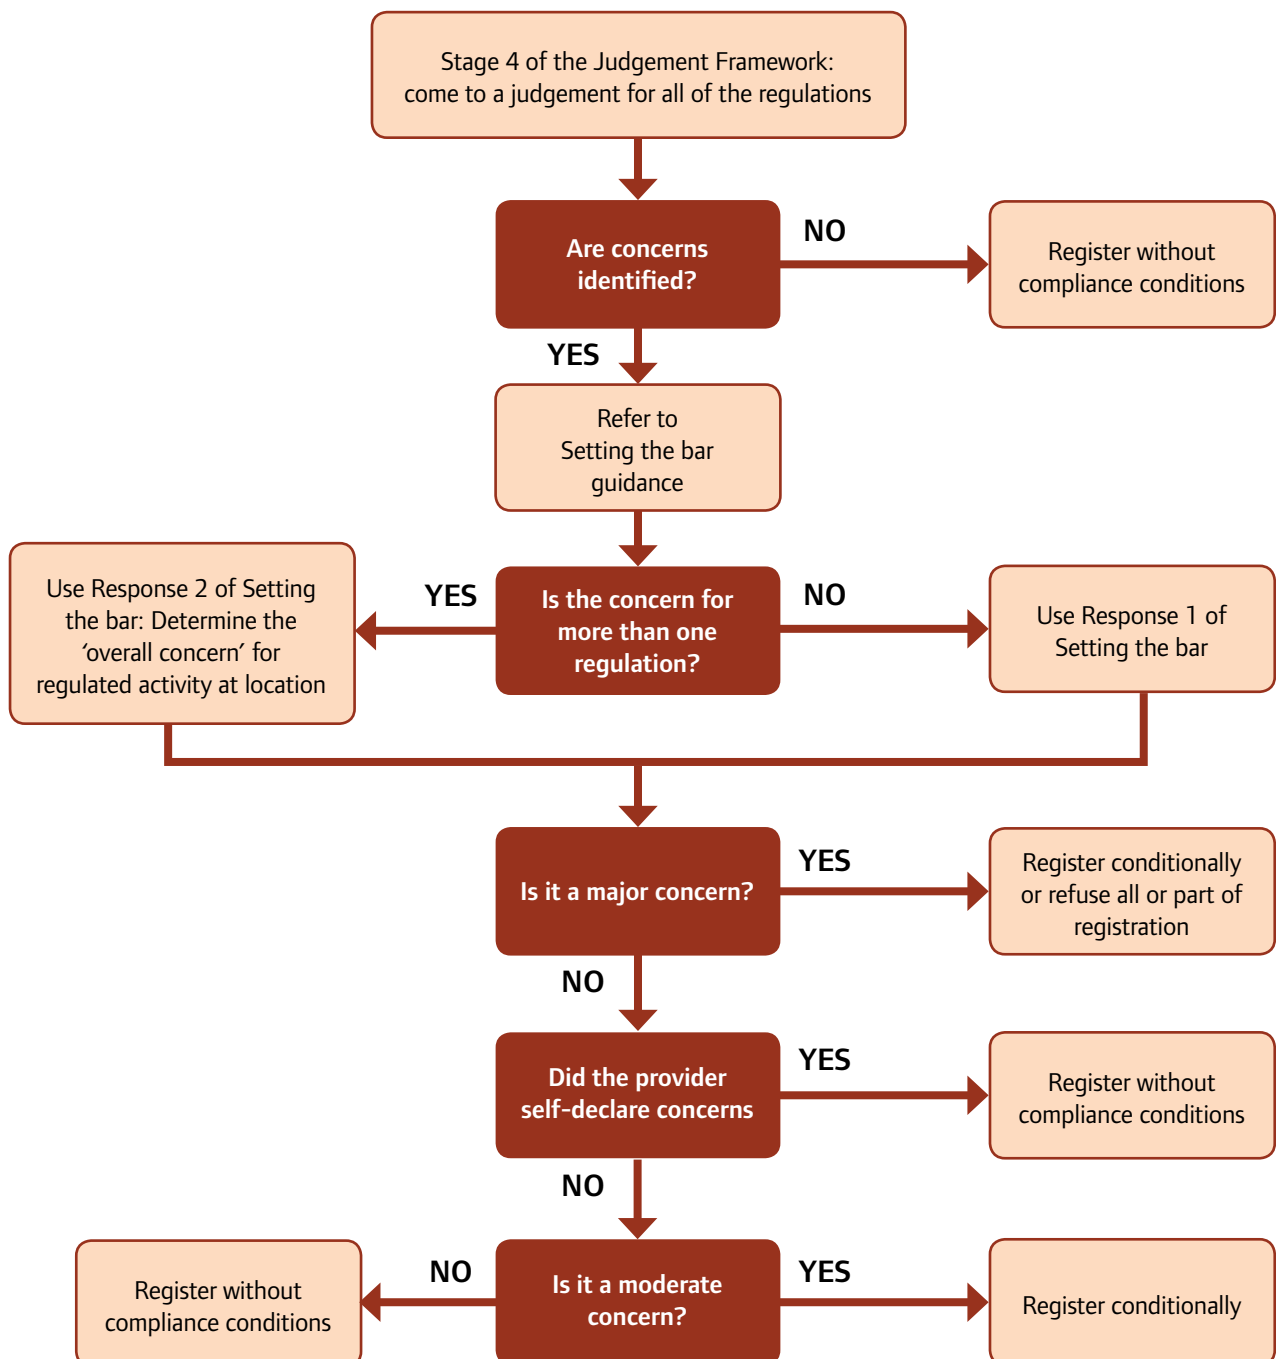 Stage 4 of the Judgement Framework:
come to a judgement for all of the regulations
Are concerns
identified?
NO
Register without
compliance conditions
YES
Refer to
Setting the bar
guidance
Use Response 2 of Setting
the bar: Determine the
‘overall concern’ for
regulated activity at location
YES
Is the concern for
more than one
regulation?
NO
Use Response 1 of
Setting the bar
Is it a major concern?
YES
Register conditionally
or refuse all or part of
registration
NO
Did the provider
self-declare concerns
YES
Register without
compliance conditions
NO
Register without
compliance conditions
NO
Is it a moderate
concern?
YES
Register conditionally